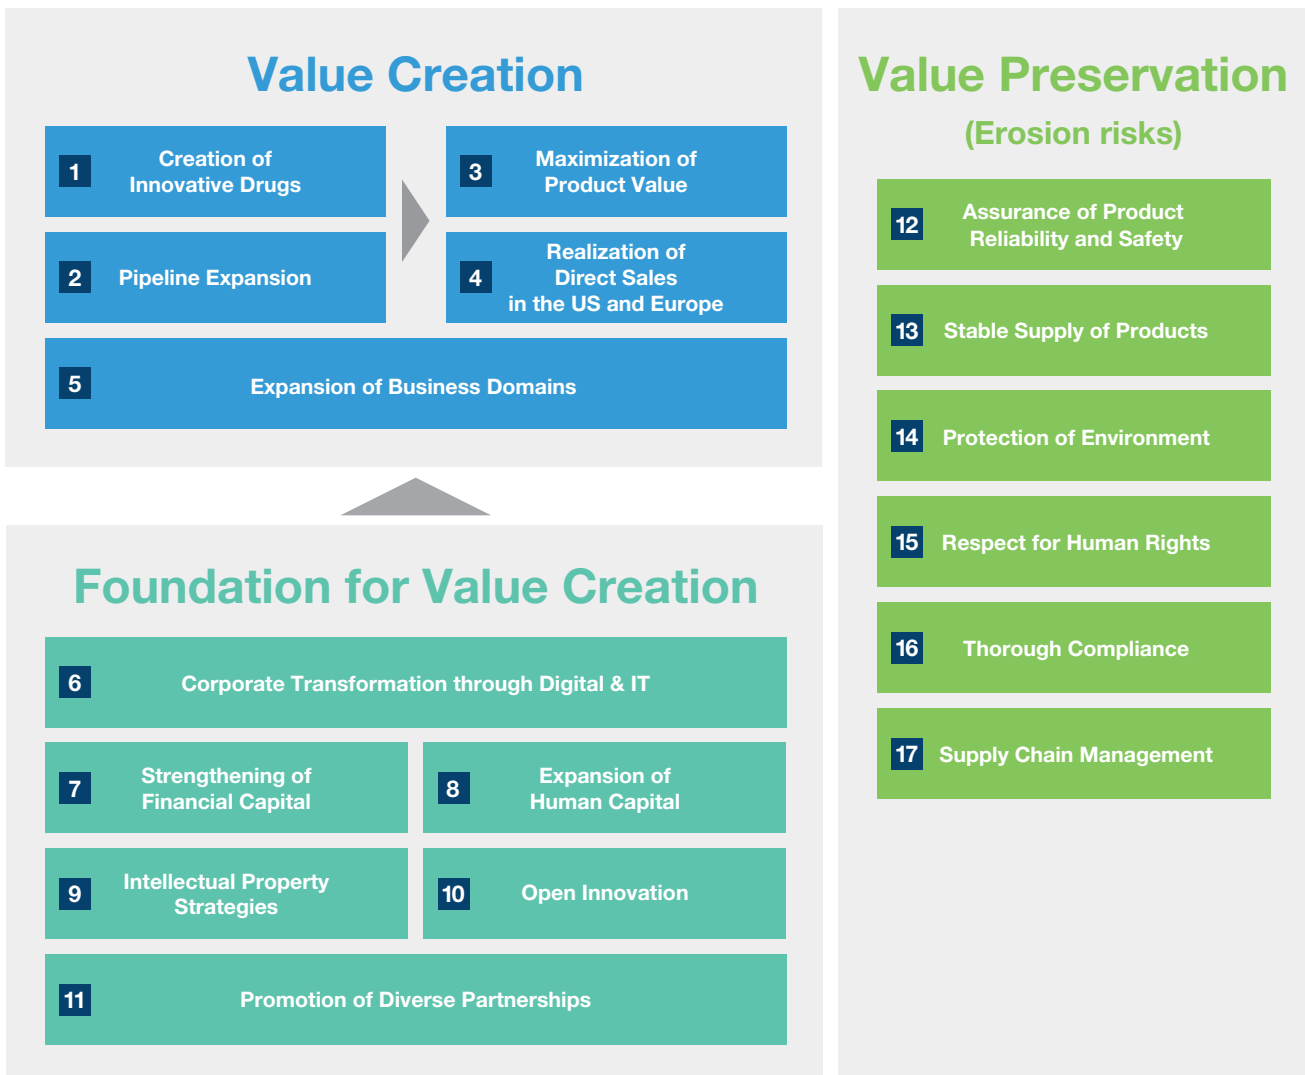 Value Creation
1
Creation of
Innovative Drugs
2
Pipeline Expansion
3
Maximization of
Product Value
4
Realization of
Direct Sales
in the US and Europe
5
Expansion of Business Domains
Foundation for Value Creation
6
Corporate Transformation through Digital & IT
7
Strengthening of
Financial Capital
8
Expansion of
Human Capital
9
Intellectual Property
Strategies
10
Open Innovation
11
Promotion of Diverse Partnerships
Value Preservation
(Erosion risks)
12
Assurance of Product
Reliability and Safety
13
Stable Supply of Products
14
Protection of Environment
15
Respect for Human Rights
16
Thorough Compliance
17
Supply Chain Management